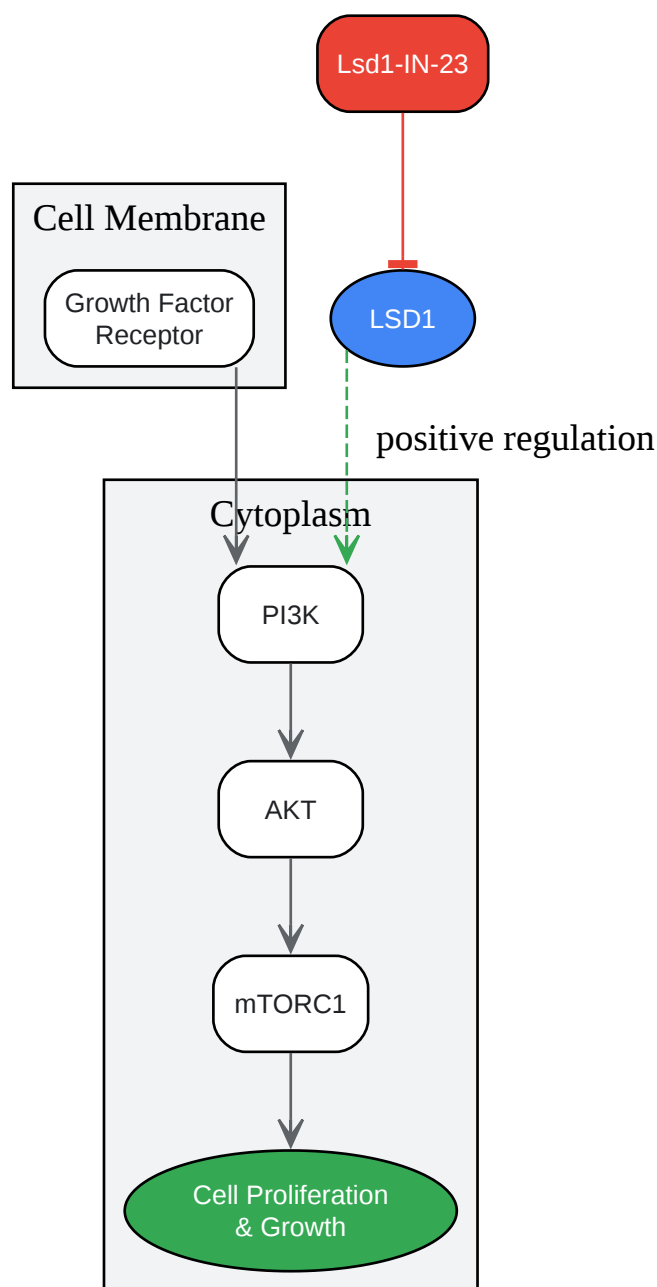 Lsd1-IN-23
Cell Membrane
Growth Factor
Receptor
LSD1
positive regulation
Cytoplasm
PI3K
AKT
mTORC1
Cell Proliferation
& Growth